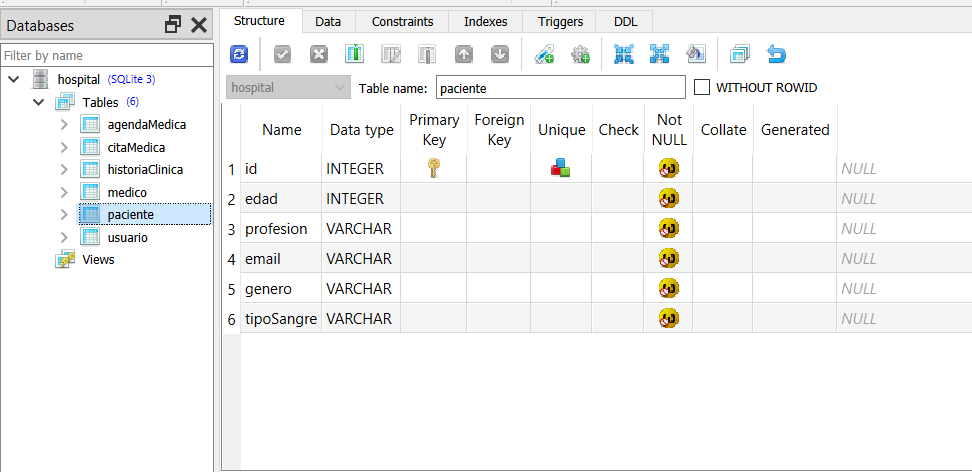 Databases
Filter by name
hospital (SQLite 3)
Tables (6)
agendaMedica
citaMedica
historiaClinica
medico
paciente
usuario
Views
Structure Data Constraints Indexes Triggers DDL
hospital Table name: paciente WITHOUT ROWID
Name Data type Primary Key Foreign Key Unique Check Not NULL Collate Generated
1 id INTEGER NULL
2 edad INTEGER NULL
3 profesion VARCHAR NULL
4 email VARCHAR NULL
5 genero VARCHAR NULL
6 tipoSangre VARCHAR NULL